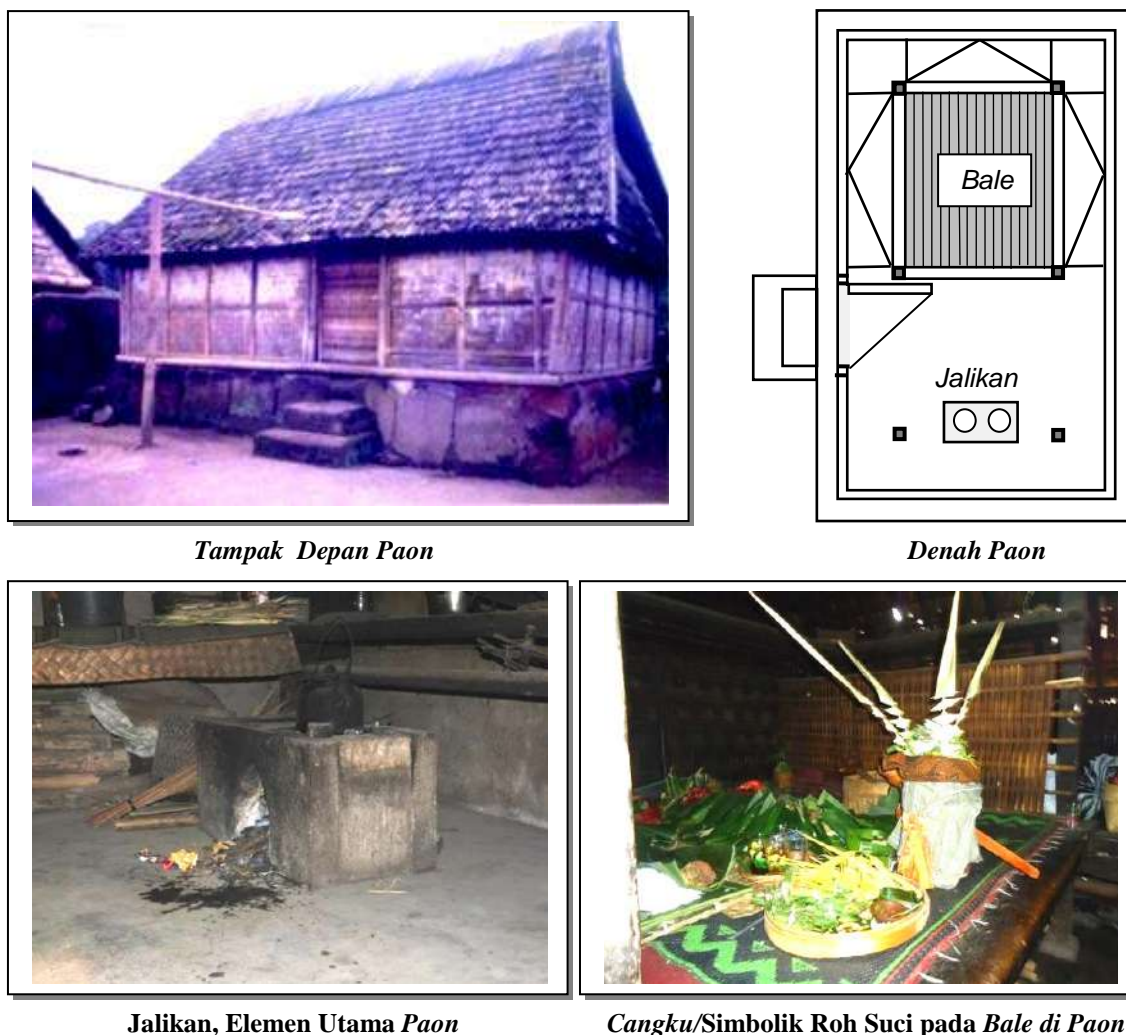 Bale
Jalikan
Tampak Depan Paon
Denah Paon
Jalikan, Elemen Utama Paon
Cangku/Simbolik Roh Suci pada Bale di Paon